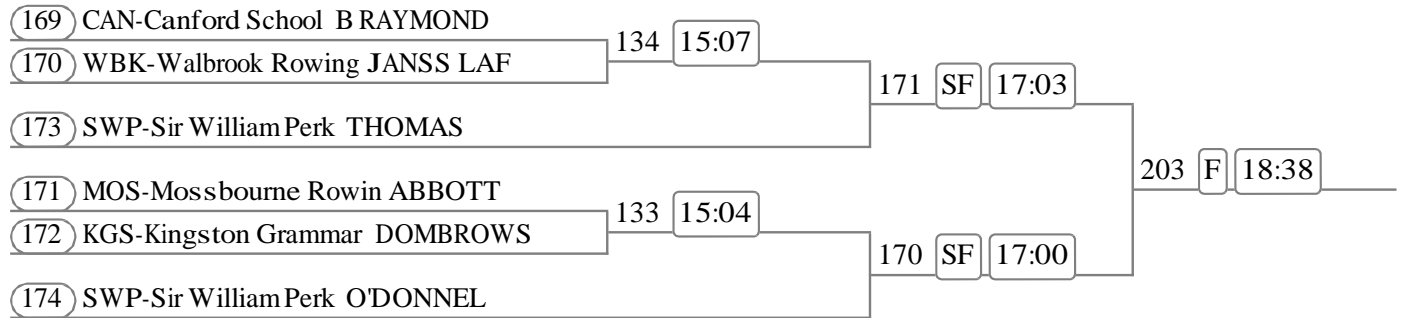 169 CAN-Canford School B RAYMOND
134 15:07
170 WBK-Walbrook Rowing JANSS LAF
171 SF 17:03
173 SWP-Sir William Perk THOMAS
203 F 18:38
171 MOS-Mossbourne Rowin ABBOTT
133 15:04
172 KGS-Kingston Grammar DOMBROWS
170 SF 17:00
174 SWP-Sir William Perk O'DONNEL